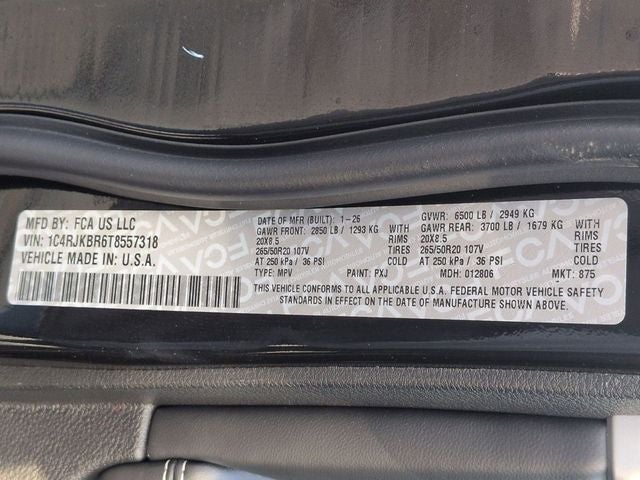 MFD BY: FCA US LLC
VIN: 1C4RJKBR6T8557318
VEHICLE MADE IN U.S.A.
DATE OF MFR (BUILT): 1-26 GVWR: 6500 LB / 2949 KG
GAWR FRONT: 2850 LB / 1293 KG WITH GAWR REAR: 3700 LB / 1679 KG WITH
20X8.5 RIMS 20X8.5 RIMS
265/50R20 107V TIRES 265/50R20 107V TIRES
AT 250 kPa / 36 PSI COLD AT 250 kPa / 36 PSI COLD
TYPE: MPV PAINT: PXJ MDH: 012806 MKT: 875
THIS VEHICLE CONFORMS TO ALL APPLICABLE U.S.A. FEDERAL MOTOR VEHICLE SAFETY
STANDARDS IN EFFECT ON THE DATE OF MANUFACTURE SHOWN ABOVE.